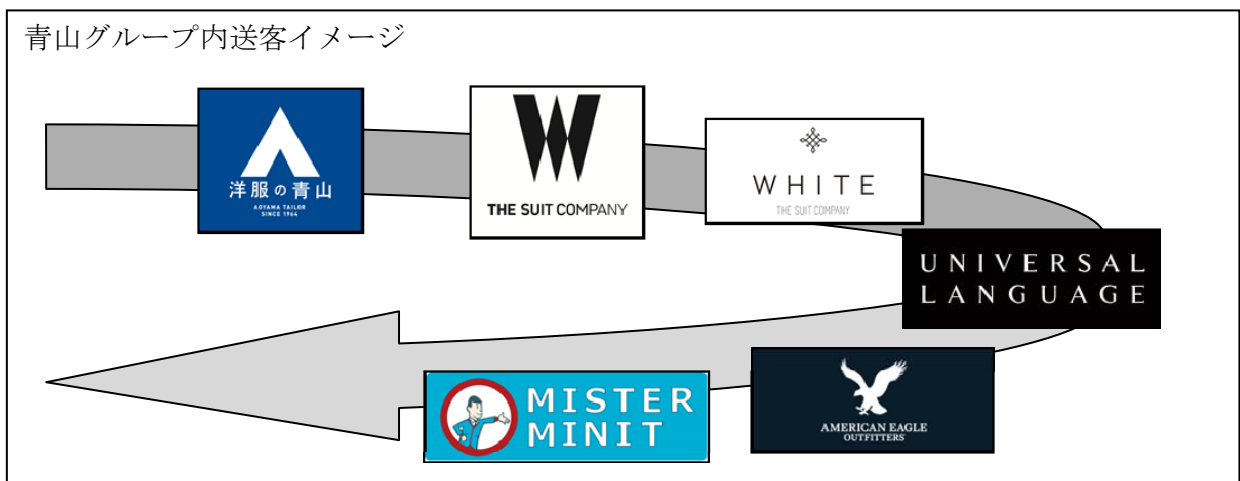 青山グループ内送客イメージ
洋服の青山
A.OYAMA TAILOR
SINCE 1964
THE SUIT COMPANY
WHITE
THE SUIT COMPANY
UNIVERSAL
LANGUAGE
AMERICAN EAGLE
OUTFITTERS
MISTER
MINIT